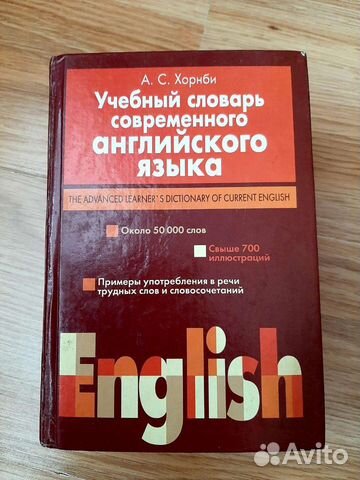 А. С. Хорнби
Учебный словарь
современного
английского
языка
THE ADVANCED LEARNER`S DICTIONARY OF CURRENT ENGLISH
Около 50 000 слов
Свыше 700
иллюстраций
Примеры употребления в речи
трудных слов и словосочетаний
English
Avito